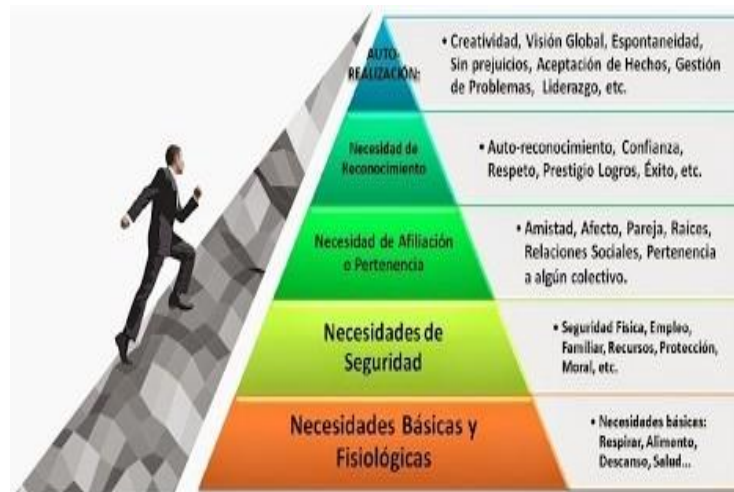 AUTO-
REALIZACIÓN:
• Creatividad, Visión Global, Espontaneidad,
Sin prejuicios, Aceptación de Hechos, Gestión
de Problemas, Liderazgo, etc.
Necesidad de
Reconocimiento
• Auto-reconocimiento, Confianza,
Respeto, Prestigio Logros, Éxito, etc.
Necesidad de Afiliación
o Pertenencia
• Amistad, Afecto, Pareja, Raices,
Relaciones Sociales, Pertenencia
a algún colectivo.
Necesidades de
Seguridad
• Seguridad Física, Empleo,
Familiar, Recursos, Protección,
Moral, etc.
Necesidades Básicas y
Fisiológicas
• Necesidades básicas:
Respirar, Alimento,
Descanso, Salud...